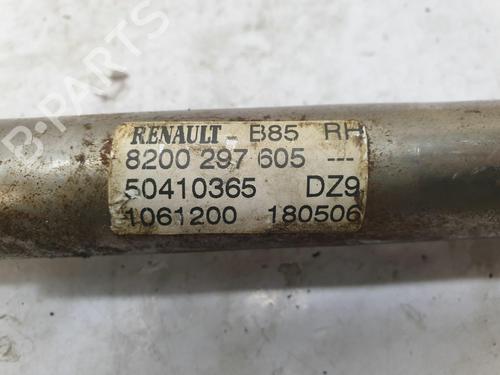 RENAULT - B85 RH
8200 297 605 ---
50410365 DZ9
1061200 180506
B-PARTS